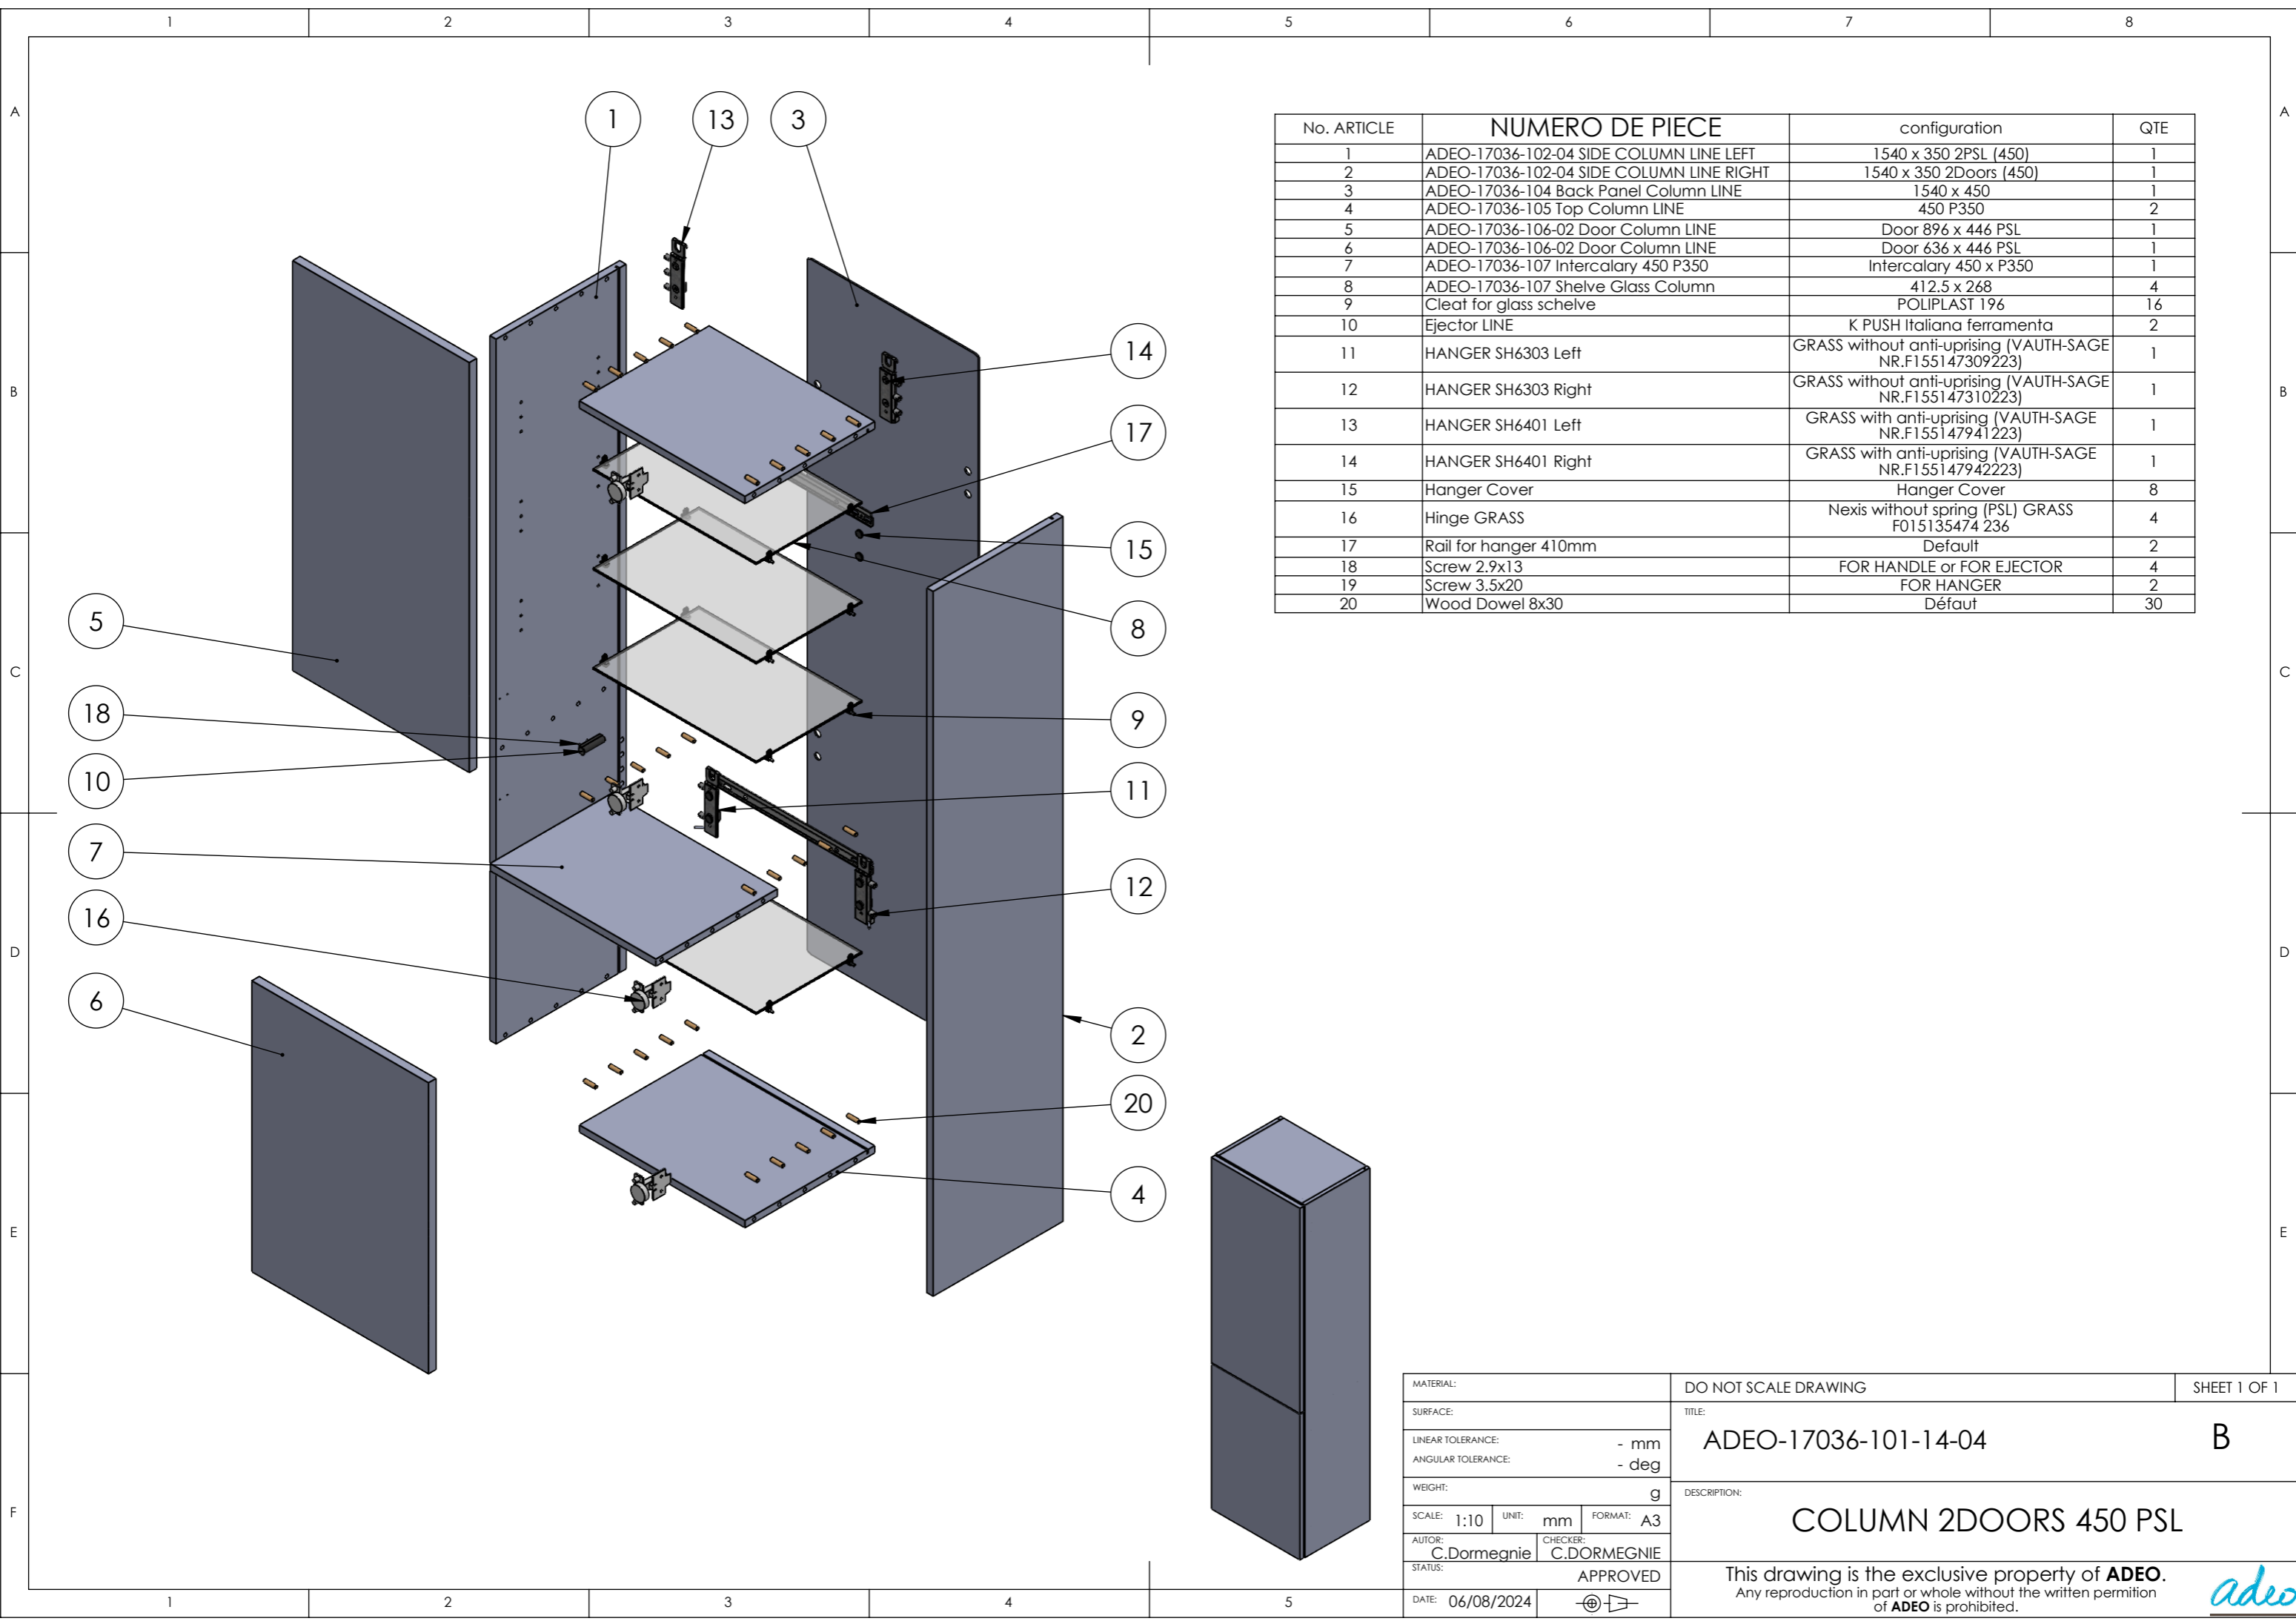 1 2 3 4 5 6 7 8
A A
B B
C C
D D
E E
F
1 2 3 4 5
1
13
3
14
17
15
8
9
11
12
2
20
4
5
18
10
7
16
6
No. ARTICLE NUMERO DE PIECE configuration QTE
1 ADEO-17036-102-04 SIDE COLUMN LINE LEFT 1540 x 350 2PSL (450) 1
2 ADEO-17036-102-04 SIDE COLUMN LINE RIGHT 1540 x 350 2Doors (450) 1
3 ADEO-17036-104 Back Panel Column LINE 1540 x 450 1
4 ADEO-17036-105 Top Column LINE 450 P350 2
5 ADEO-17036-106-02 Door Column LINE Door 896 x 446 PSL 1
6 ADEO-17036-106-02 Door Column LINE Door 636 x 446 PSL 1
7 ADEO-17036-107 Intercalary 450 P350 Intercalary 450 x P350 1
8 ADEO-17036-107 Shelve Glass Column 412.5 x 268 4
9 Cleat for glass schelve POLIPLAST 196 16
10 Ejector LINE K PUSH Italiana ferramenta 2
11 HANGER SH6303 Left GRASS without anti-uprising (VAUTH-SAGE 1
NR.F155147309223)
12 HANGER SH6303 Right GRASS without anti-uprising (VAUTH-SAGE 1
NR.F155147310223)
13 HANGER SH6401 Left GRASS with anti-uprising (VAUTH-SAGE 1
NR.F155147941223)
14 HANGER SH6401 Right GRASS with anti-uprising (VAUTH-SAGE 1
NR.F155147942223)
15 Hanger Cover Hanger Cover 8
16 Hinge GRASS Nexis without spring (PSL) GRASS 4
F015135474 236
17 Rail for hanger 410mm Default 2
18 Screw 2.9x13 FOR HANDLE or FOR EJECTOR 4
19 Screw 3.5x20 FOR HANGER 2
20 Wood Dowel 8x30 Défaut 30
MATERIAL:
SURFACE:
LINEAR TOLERANCE: - mm
ANGULAR TOLERANCE: - deg
WEIGHT: g
SCALE: 1:10 UNIT: mm FORMAT: A3
AUTOR: C.Dormegnie CHECKER: C.DORMEGNIE
STATUS: APPROVED
DATE: 06/08/2024
DO NOT SCALE DRAWING SHEET 1 OF 1
TITLE:
ADEO-17036-101-14-04 B
DESCRIPTION:
COLUMN 2DOORS 450 PSL
This drawing is the exclusive property of ADEO.
Any reproduction in part or whole without the written permition
of ADEO is prohibited.
adeo